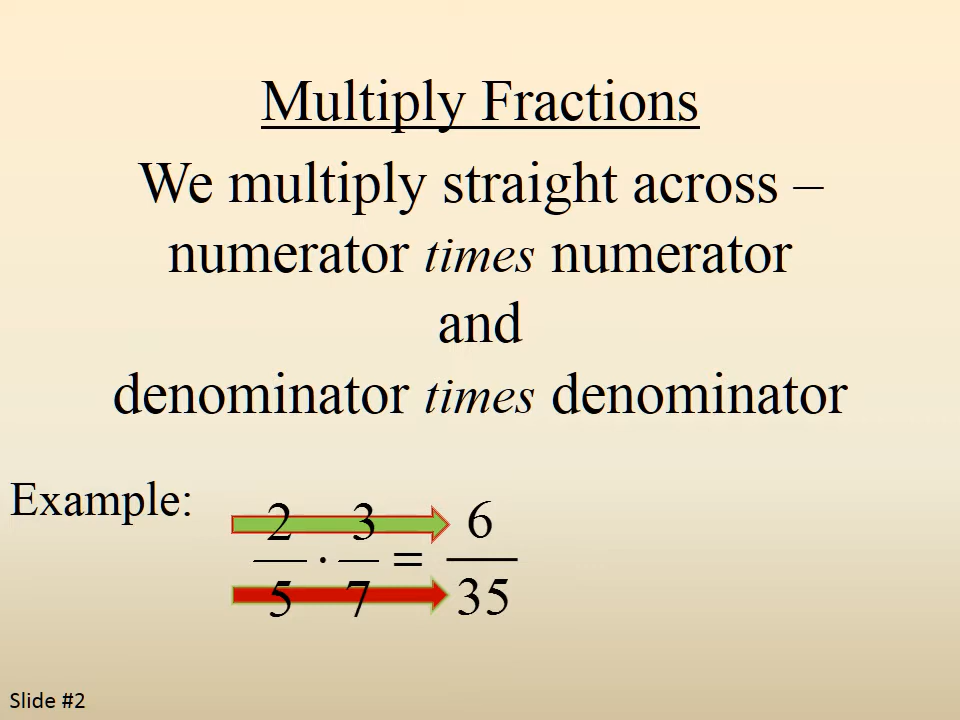 Multiply Fractions
We multiply straight across –
numerator times numerator
and
denominator times denominator
Example:
2 3 6
· =
5 7 35
Slide #2